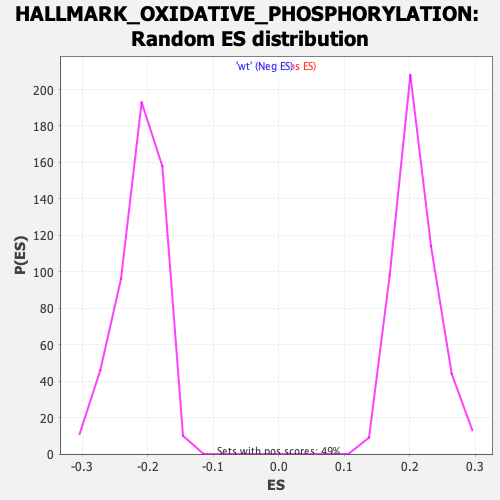 HALLMARK_OXIDATIVE_PHOSPHORYLATION:
Random ES distribution
'wt' (Neg ES) s ES)
200
180
160
140
120
100
80
60
40
20
0
P(ES)
Sets with pos scores: 49%
-0.3 -0.2 -0.1 0.0 0.1 0.2 0.3
ES